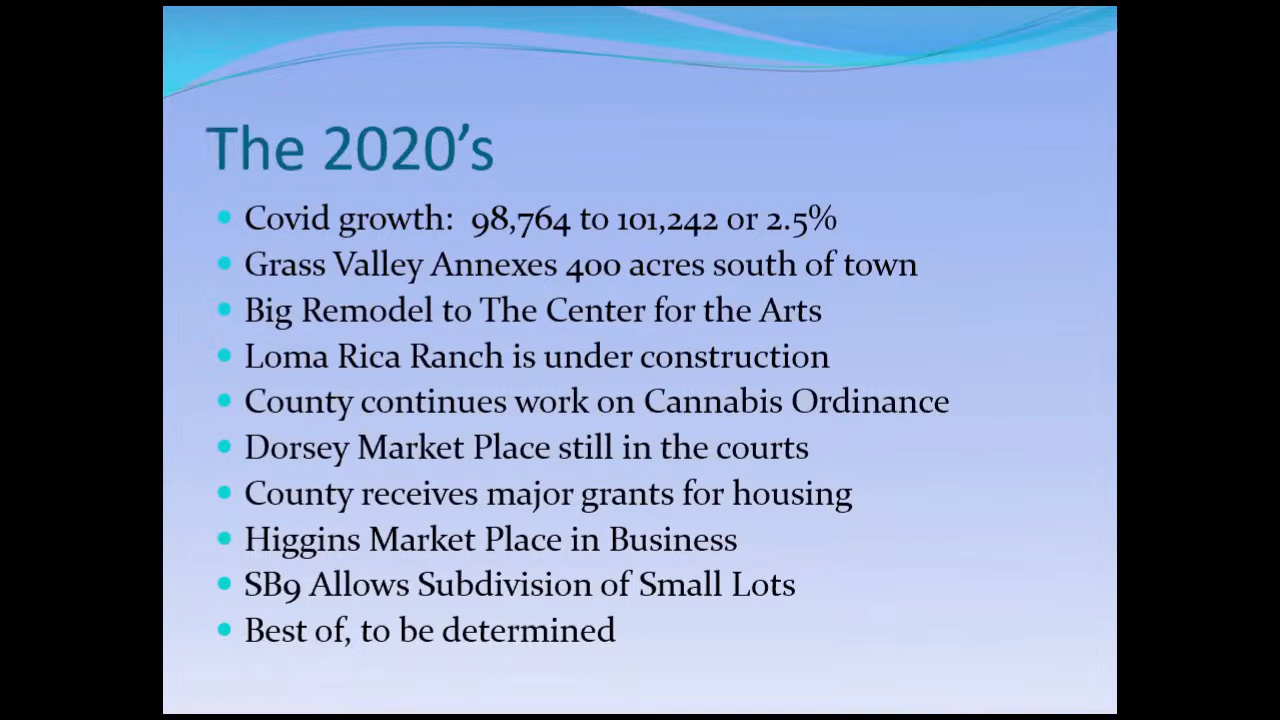 The 2020’s
Covid growth:  98,764 to 101,242 or 2.5%
Grass Valley Annexes 400 acres south of town
Big Remodel to The Center for the Arts
Loma Rica Ranch is under construction
County continues work on Cannabis Ordinance
Dorsey Market Place still in the courts
County receives major grants for housing
Higgins Market Place in Business
SB9 Allows Subdivision of Small Lots
Best of, to be determined